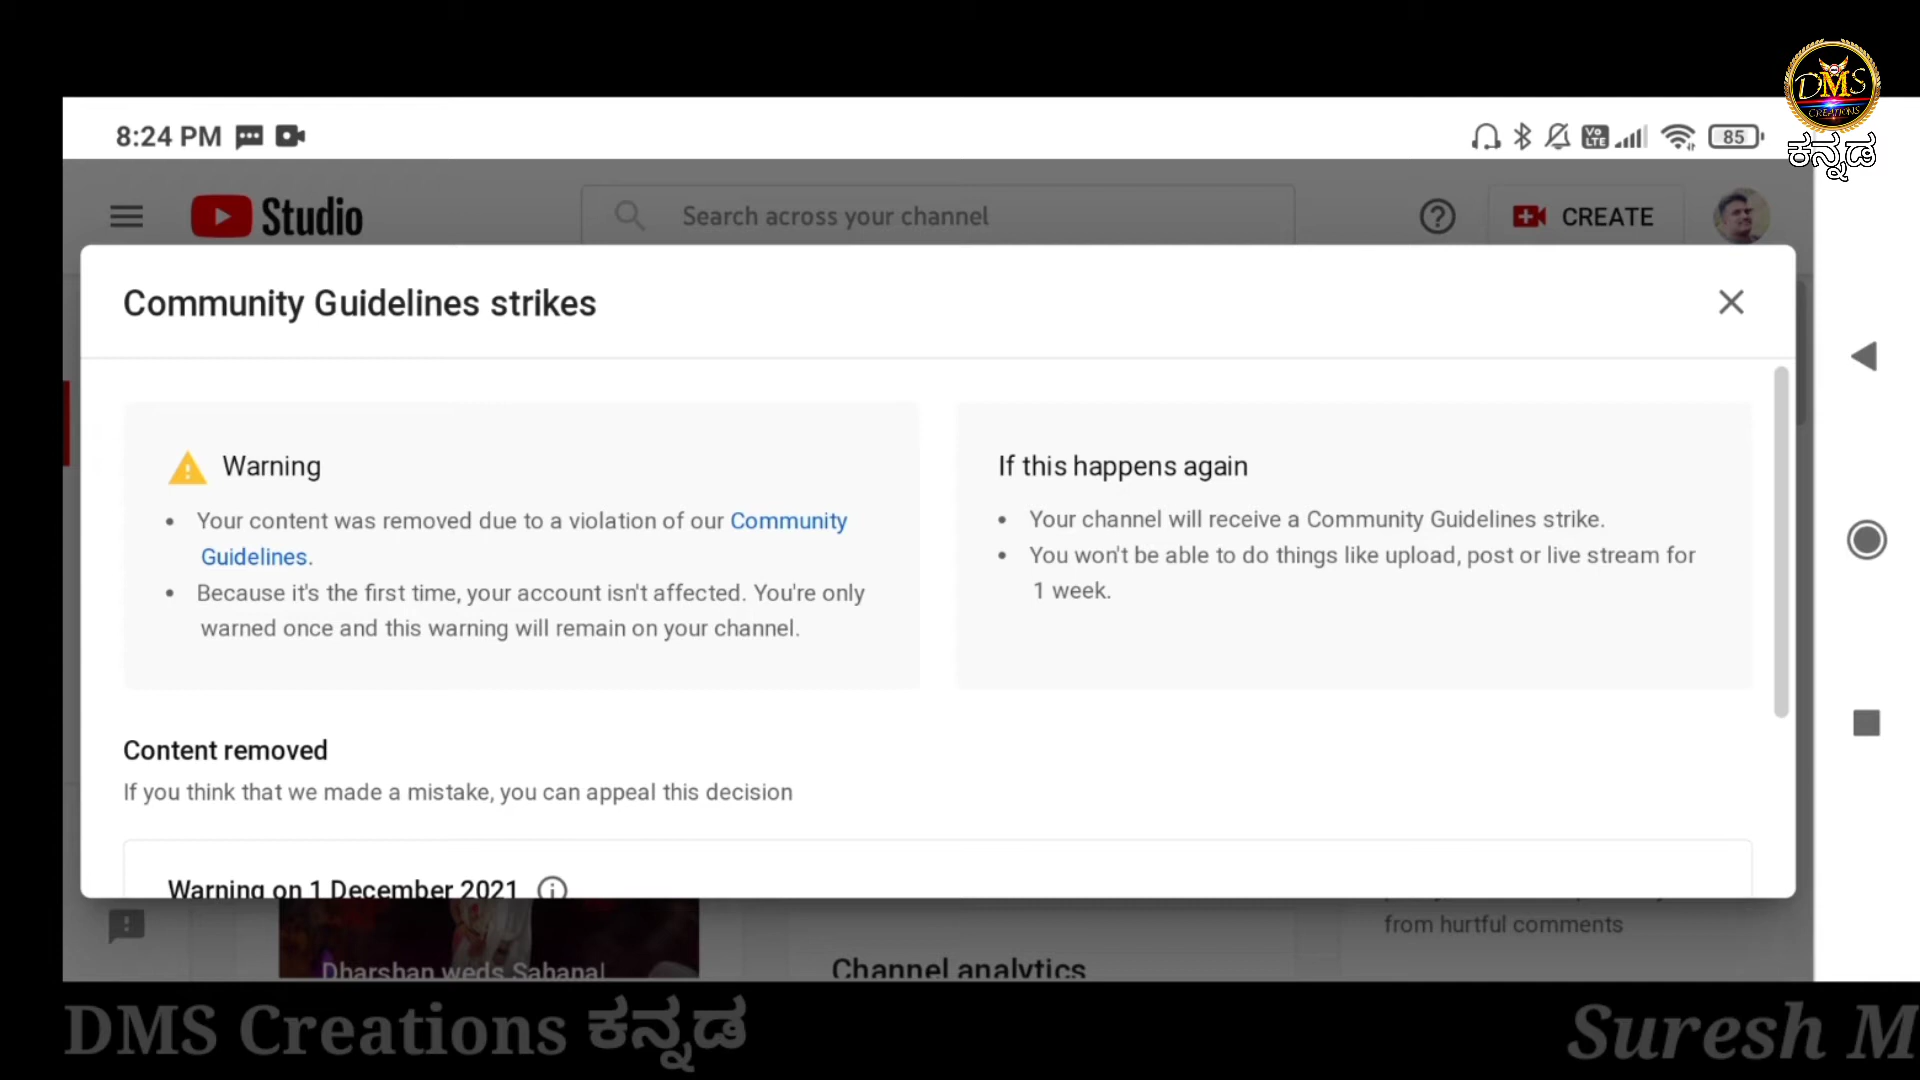 DMS
CREATIONS
ಕನ್ನಡ
8:24 PM
Vo
LTE
85
Studio
Search across your channel
CREATE
Community Guidelines strikes
Warning
• Your content was removed due to a violation of our Community
Guidelines.
• Because it's the first time, your account isn't affected. You're only
warned once and this warning will remain on your channel.
If this happens again
• Your channel will receive a Community Guidelines strike.
• You won't be able to do things like upload, post or live stream for
1 week.
Content removed
If you think that we made a mistake, you can appeal this decision
Warning on 1 December 2021
from hurtful comments
Dharshan weds Sahana
Channel analytics
DMS Creations ಕನ್ನಡ
Suresh M